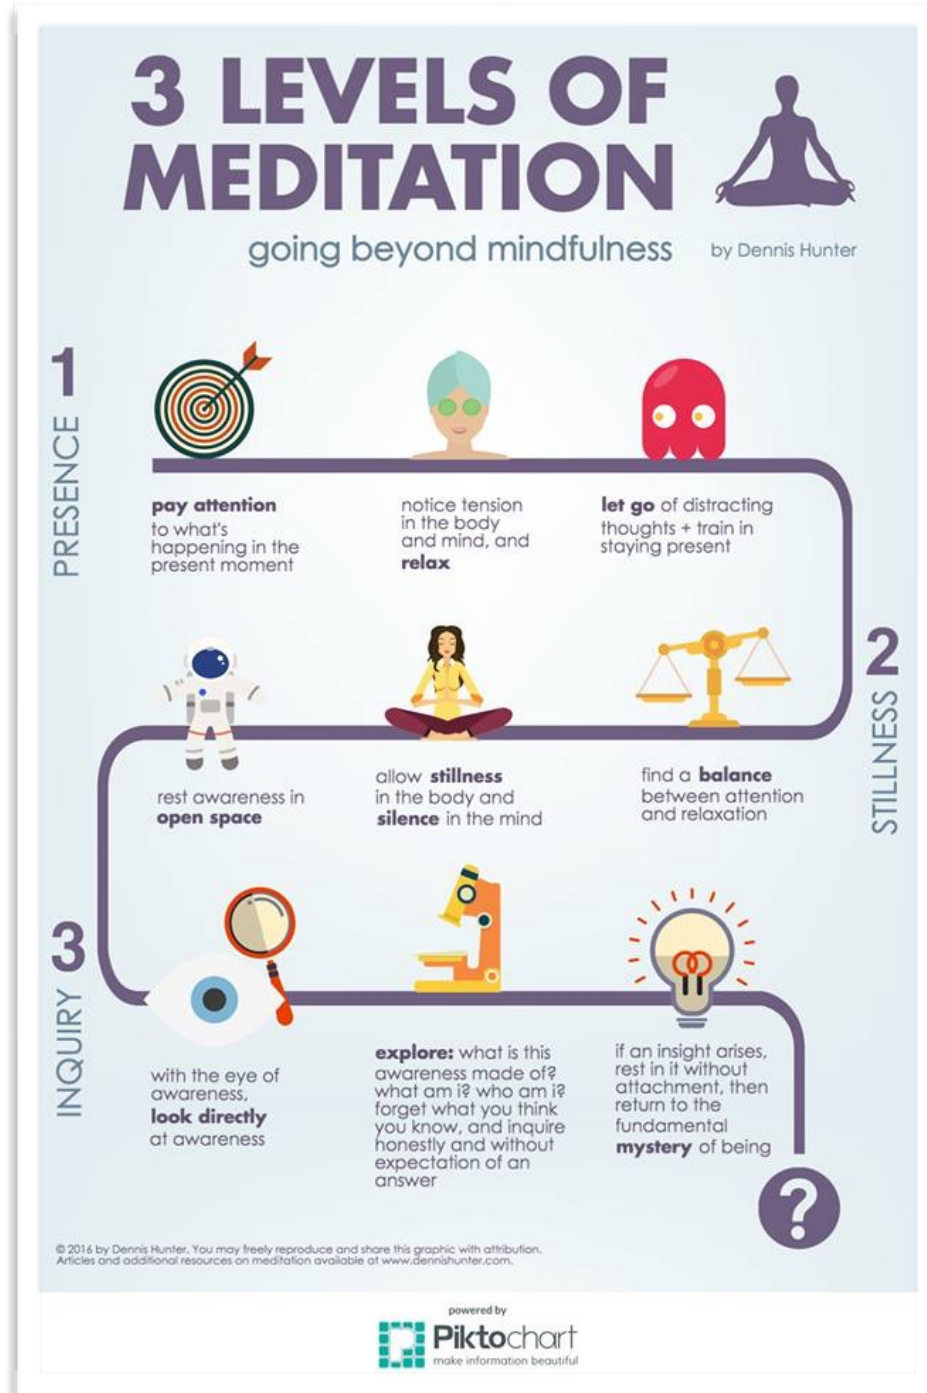 3 LEVELS OF
MEDITATION
going beyond mindfulness
by Dennis Hunter
1
PRESENCE
pay attention
to what's
happening in the
present moment
notice tension
in the body
and mind, and
relax
let go of distracting
thoughts + train in
staying present
2
STILLNESS
find a balance
between attention
and relaxation
allow stillness
in the body and
silence in the mind
rest awareness in
open space
3
INQUIRY
with the eye of
awareness,
look directly
at awareness
explore: what is this
awareness made of?
what am i? who am i?
forget what you think
you know, and inquire
honestly and without
expectation of an
answer
if an insight arises,
rest in it without
attachment, then
return to the
fundamental
mystery of being
?
© 2016 by Dennis Hunter. You may freely reproduce and share this graphic with attribution.
Articles and additional resources on meditation available at www.dennishunter.com.
powered by
Piktochart
make information beautiful